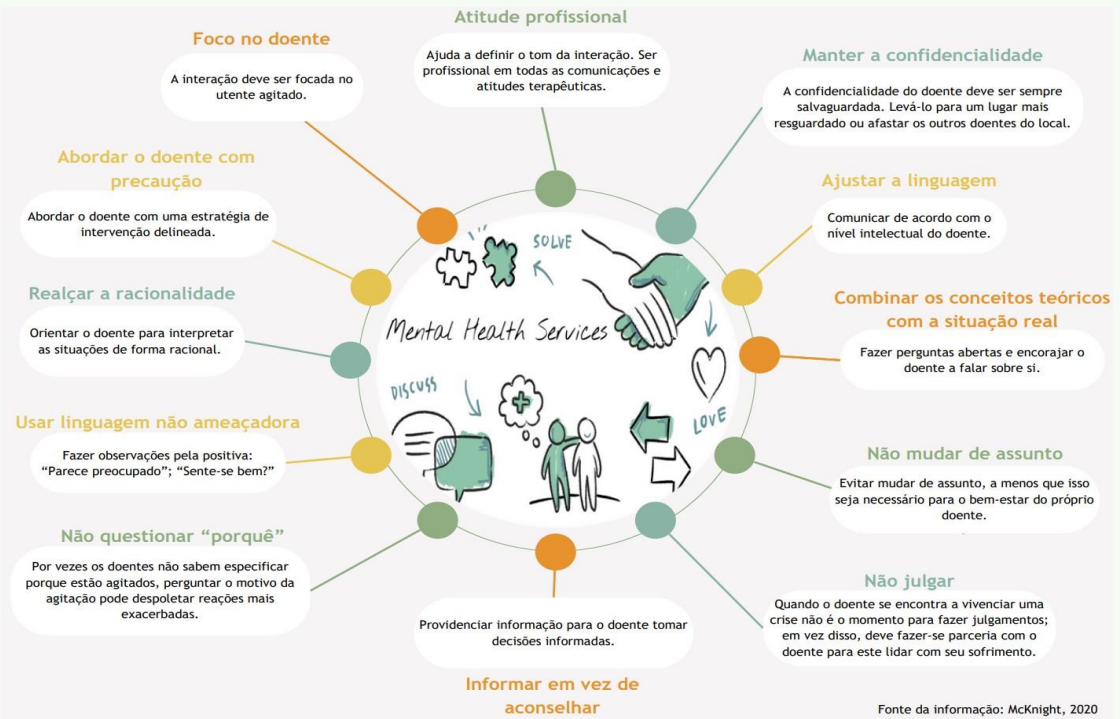 Atitude profissional
Ajuda a definir o tom da interação. Ser
profissional em todas as comunicações e
atitudes terapêuticas.
Foco no doente
A interação deve ser focada no
utente agitado.
Manter a confidencialidade
A confidencialidade do doente deve ser sempre
salvaguardada. Levá-lo para um lugar mais
resguardado ou afastar os outros doentes do local.
Abordar o doente com
precaução
Abordar o doente com uma estratégia de
intervenção delineada.
Ajustar a linguagem
Comunicar de acordo com o
nível intelectual do doente.
Realçar a racionalidade
Orientar o doente para interpretar
as situações de forma racional.
Combinar os conceitos teóricos
com a situação real
Fazer perguntas abertas e encorajar o
doente a falar sobre si.
SOLVE
Mental Health Services
DISCUSS
LOVE
Usar linguagem não ameaçadora
Fazer observações pela positiva:
“Parece preocupado”; “Sente-se bem?”
Não mudar de assunto
Evitar mudar de assunto, a menos que isso
seja necessário para o bem-estar do próprio
doente.
Não questionar “porquê”
Por vezes os doentes não sabem especificar
porque estão agitados, perguntar o motivo da
agitação pode despoletar reações mais
exacerbadas.
Não julgar
Quando o doente se encontra a vivenciar uma
crise não é o momento para fazer julgamentos;
em vez disso, deve fazer-se parceria com o
doente para este lidar com seu sofrimento.
Providenciar informação para o doente tomar
decisões informadas.
Informar em vez de
aconselhar
Fonte da informação: McKnight, 2020